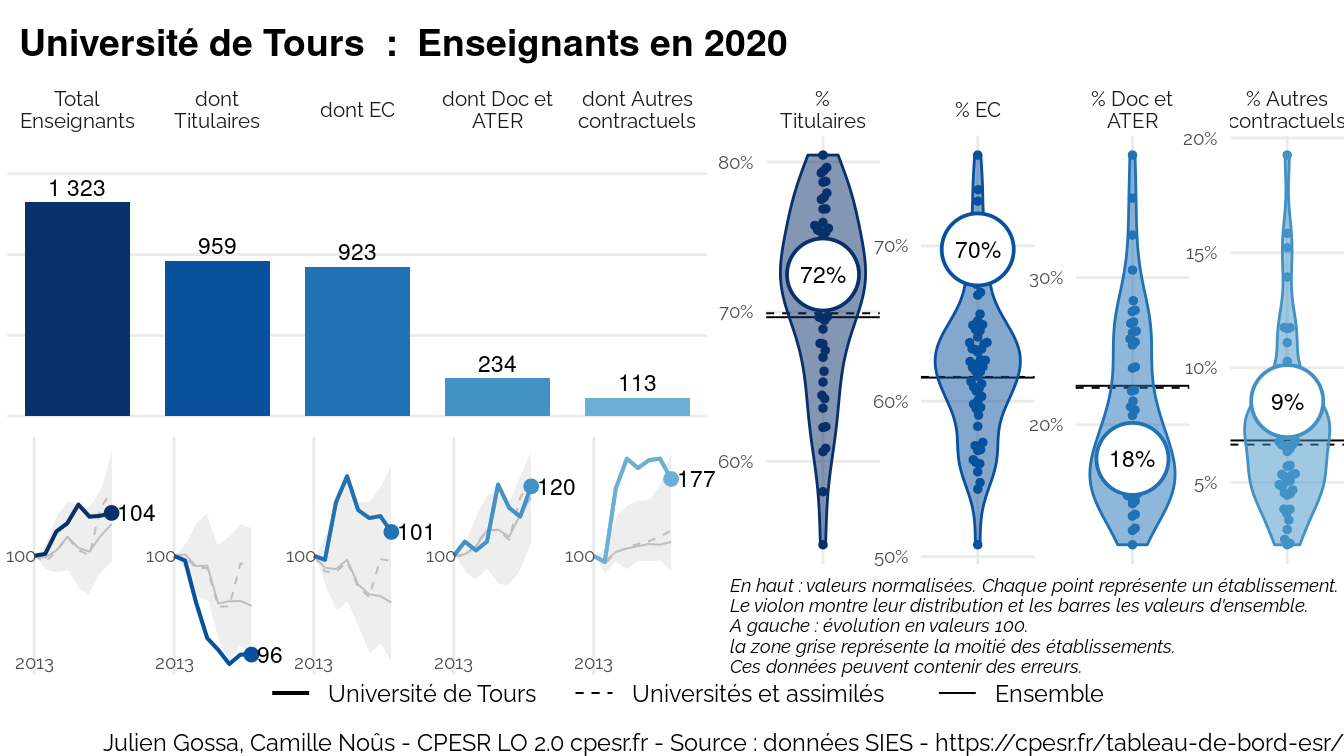 Université de Tours : Enseignants en 2020
Total
Enseignants
dont
Titulaires
dont EC
dont Doc et
ATER
dont Autres
contractuels
1 323
959
923
234
113
%
Titulaires
% EC
% Doc et
ATER
% Autres
contractuels
80%
70%
60%
72%
70%
60%
50%
70%
30%
20%
18%
20%
15%
10%
5%
9%
100
104
2013
100
96
2013
100
101
2013
100
120
2013
100
177
2013
En haut : valeurs normalisées. Chaque point représente un établissement.
Le violon montre leur distribution et les barres les valeurs d'ensemble.
A gauche : évolution en valeurs 100.
la zone grise représente la moitié des établissements.
Ces données peuvent contenir des erreurs.
Université de Tours
Universités et assimilés
Ensemble
Julien Gossa, Camille Noûs - CPESR LO 2.0 cpesr.fr - Source : données SIES - https://cpesr.fr/tableau-de-bord-esr/